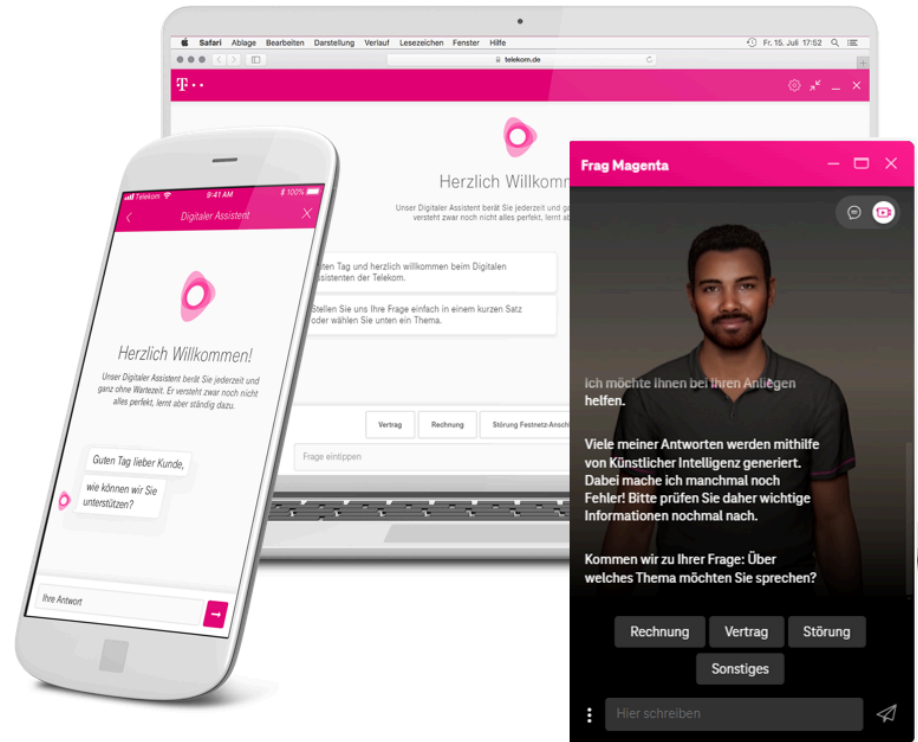 Safari Ablage Bearbeiten Darstellung Verlauf Lesezeichen Fenster Hilfe
Fr. 15. Juli 17:52
telekom.de
T
Herzlich Willkomm
Unser Digitaler Assistent berät Sie jederzeit und ga
versteht zwar noch nicht alles perfekt, lernt ab
ten Tag und herzlich willkommen beim Digitalen
ssistenten der Telekom.
Stellen Sie uns Ihre Frage einfach in einem kurzen Satz
oder wählen Sie unten ein Thema.
Vertrag
Rechnung
Störung Festnetz-Anschl
Frage eintippen
Telekom
9:41 AM
100%
Digitaler Assistent
Herzlich Willkommen!
Unser Digitaler Assistent berät Sie jederzeit und
ganz ohne Wartezeit. Er versteht zwar noch nicht
alles perfekt, lernt aber ständig dazu.
Guten Tag lieber Kunde,
wie können wir Sie
unterstützen?
Ihre Antwort
Frag Magenta
Ich möchte Ihnen bei Ihren Anliegen
helfen.
Viele meiner Antworten werden mithilfe
von Künstlicher Intelligenz generiert.
Dabei mache ich manchmal noch
Fehler! Bitte prüfen Sie daher wichtige
Informationen nochmal nach.
Kommen wir zu Ihrer Frage: Über
welches Thema möchten Sie sprechen?
Rechnung
Vertrag
Störung
Sonstiges
Hier schreiben